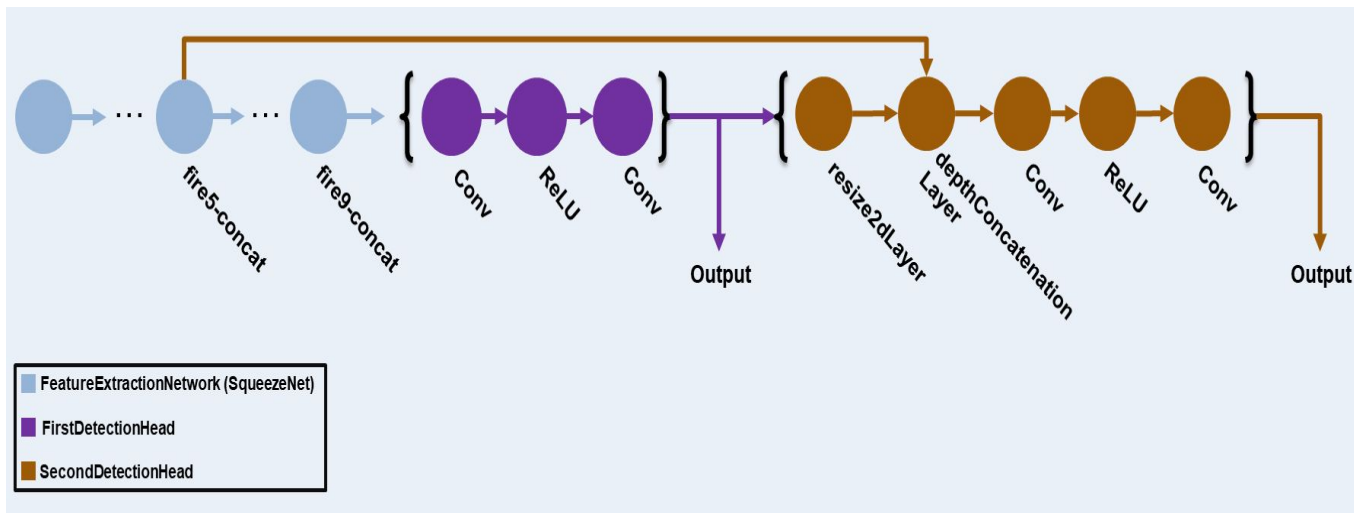 ... ...
fire5-concat
fire9-concat
Conv
ReLU
Conv
resize2dLayer
depthConcatenation
Layer
Conv
ReLU
Conv
Output
Output
FeatureExtractionNetwork (SqueezeNet)
FirstDetectionHead
SecondDetectionHead